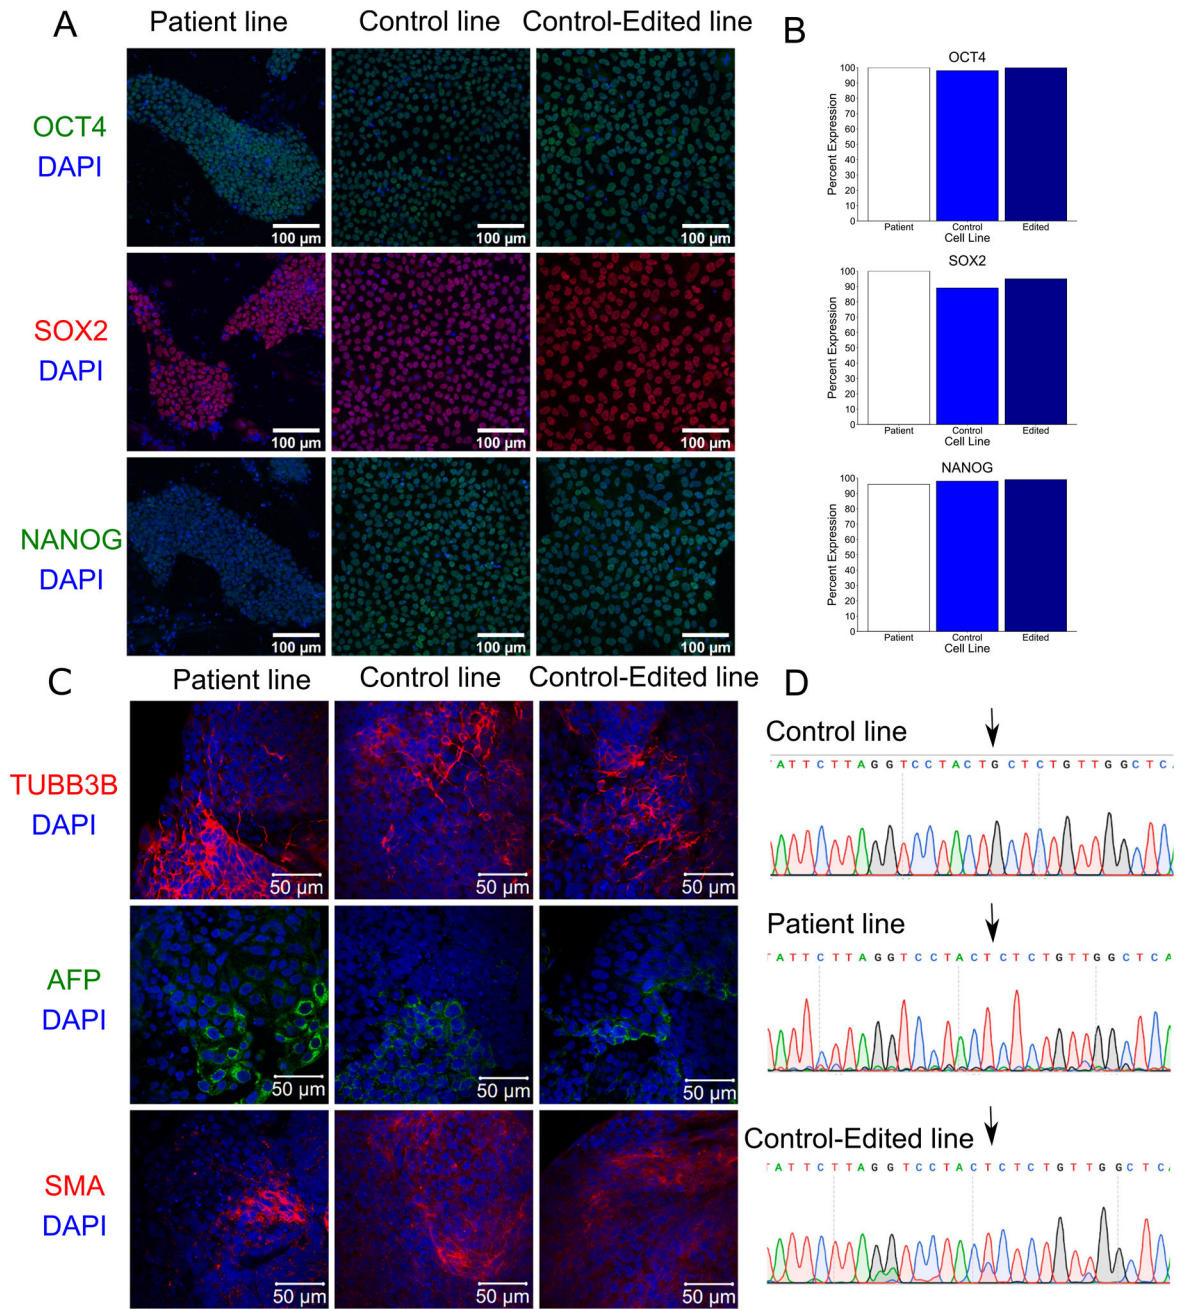 A
Patient line
Control line
Control-Edited line
OCT4
DAPI
100 µm
100 µm
100 µm
SOX2
DAPI
100 µm
100 µm
100 µm
NANOG
DAPI
100 µm
100 µm
100 µm
B
OCT4
Percent Expression
100
90
80
70
60
50
40
30
20
10
0
Patient Control Edited
Cell Line
SOX2
Percent Expression
100
90
80
70
60
50
40
30
20
10
0
Patient Control Edited
Cell Line
NANOG
Percent Expression
100
90
80
70
60
50
40
30
20
10
0
Patient Control Edited
Cell Line
C
Patient line
Control line
Control-Edited line
TUBB3B
DAPI
50 µm
50 µm
50 µm
AFP
DAPI
50 µm
50 µm
50 µm
SMA
DAPI
50 µm
50 µm
50 µm
D
Control line
A T T C T T A G G T C C T A C T G C T C T G T T G G C T C
Patient line
A T T C T T A G G T C C T A C T C T C T G T T G G C T C A
Control-Edited line
A T T C T T A G G T C C T A C T C T C T G T T G G C T C